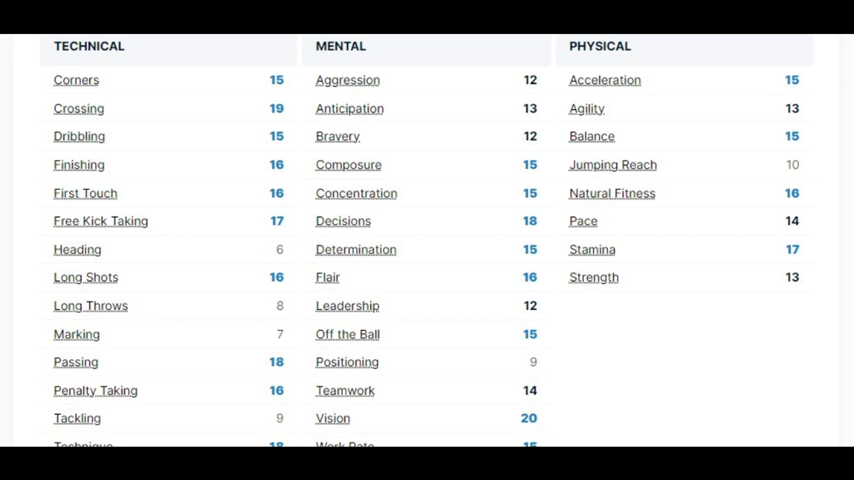 TECHNICAL MENTAL PHYSICAL
Corners 15 Aggression 12 Acceleration 15
Crossing 19 Anticipation 13 Agility 13
Dribbling 15 Bravery 12 Balance 15
Finishing 16 Composure 15 Jumping Reach 10
First Touch 16 Concentration 15 Natural Fitness 16
Free Kick Taking 17 Decisions 18 Pace 14
Heading 6 Determination 15 Stamina 17
Long Shots 16 Flair 16 Strength 13
Long Throws 8 Leadership 12
Marking 7 Off the Ball 15
Passing 18 Positioning 9
Penalty Taking 16 Teamwork 14
Tackling 9 Vision 20
Technique 18 Work Rate 15